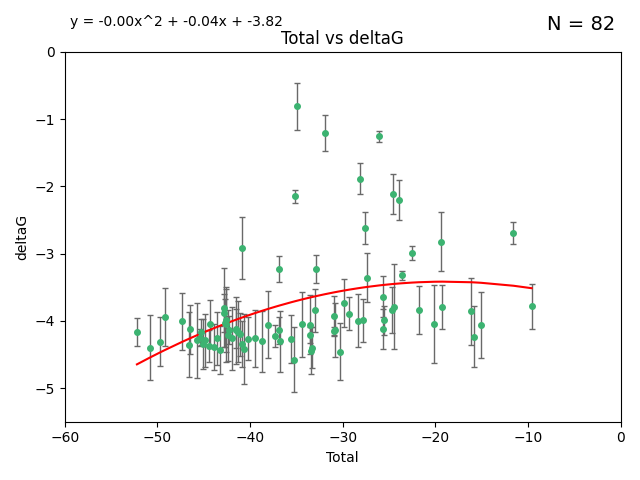 y = -0.00x^2 + -0.04x + -3.82
N = 82
Total vs deltaG
0
−1
−2
−3
−4
−5
deltaG
−60 −50 −40 −30 −20 −10 0
Total